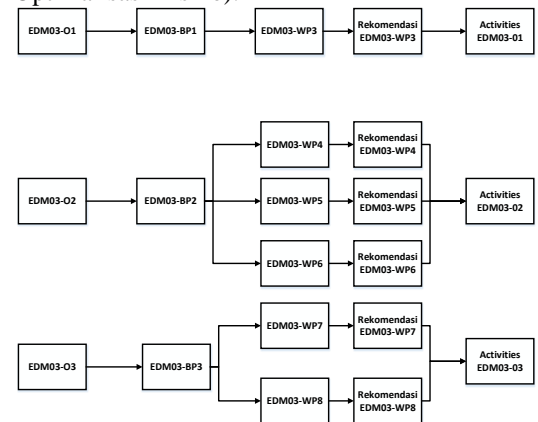 EDM03-O1
EDM03-BP1
EDM03-WP3
Rekomendasi
EDM03-WP3
Activities
EDM03-01
EDM03-O2
EDM03-BP2
EDM03-WP4
Rekomendasi
EDM03-WP4
EDM03-WP5
Rekomendasi
EDM03-WP5
EDM03-WP6
Rekomendasi
EDM03-WP6
Activities
EDM03-02
EDM03-O3
EDM03-BP3
EDM03-WP7
Rekomendasi
EDM03-WP7
EDM03-WP8
Rekomendasi
EDM03-WP8
Activities
EDM03-03